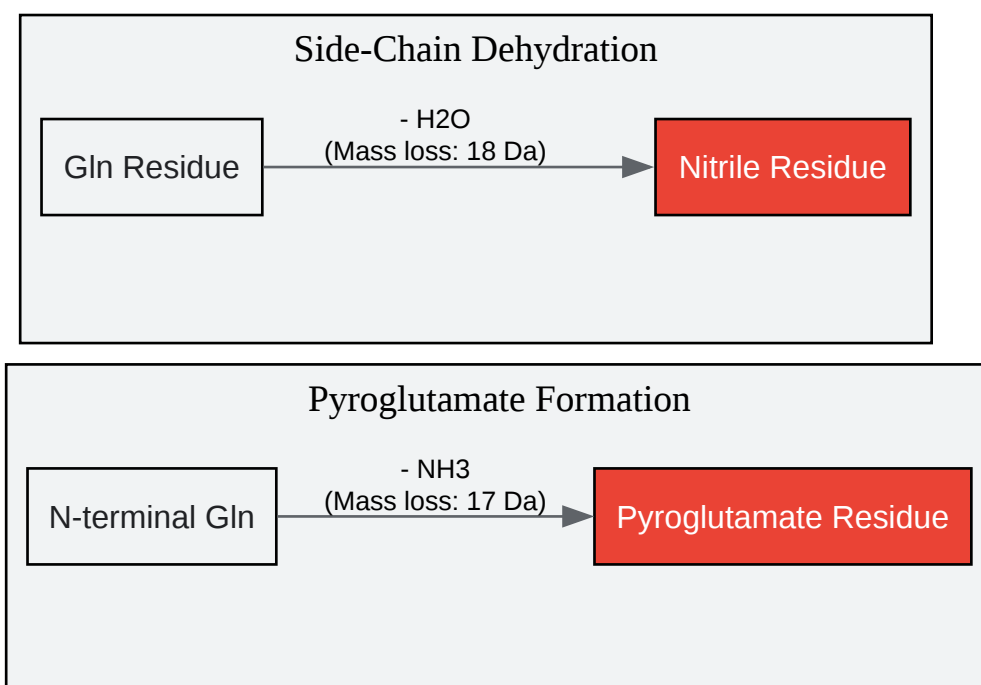 Side-Chain Dehydration
- H2O
(Mass loss: 18 Da)
Gln Residue
Nitrile Residue
Pyroglutamate Formation
- NH3
(Mass loss: 17 Da)
N-terminal Gln
Pyroglutamate Residue